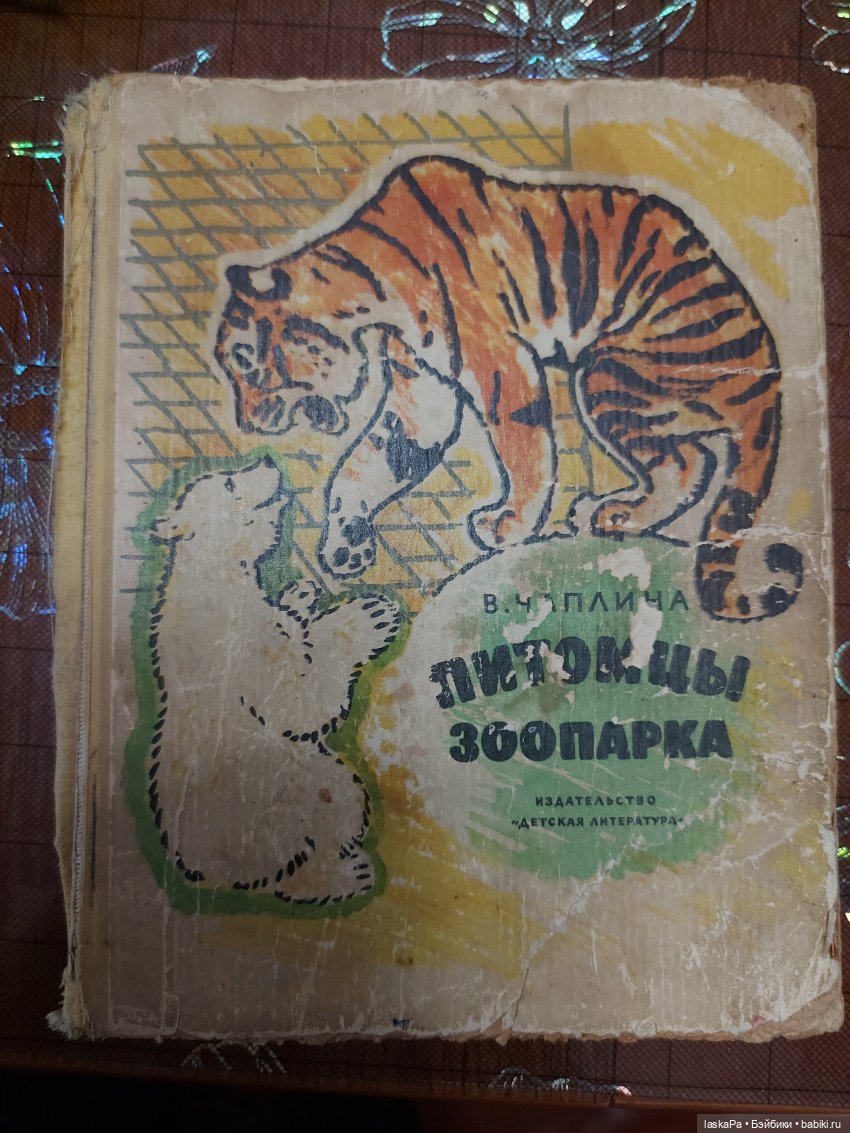 В. ЧАПЛИНА
ПИТОМЦЫ
ЗООПАРКА
ИЗДАТЕЛЬСТВО
"ДЕТСКАЯ ЛИТЕРАТУРА"
laskaPa • Бэйбики • babiki.ru